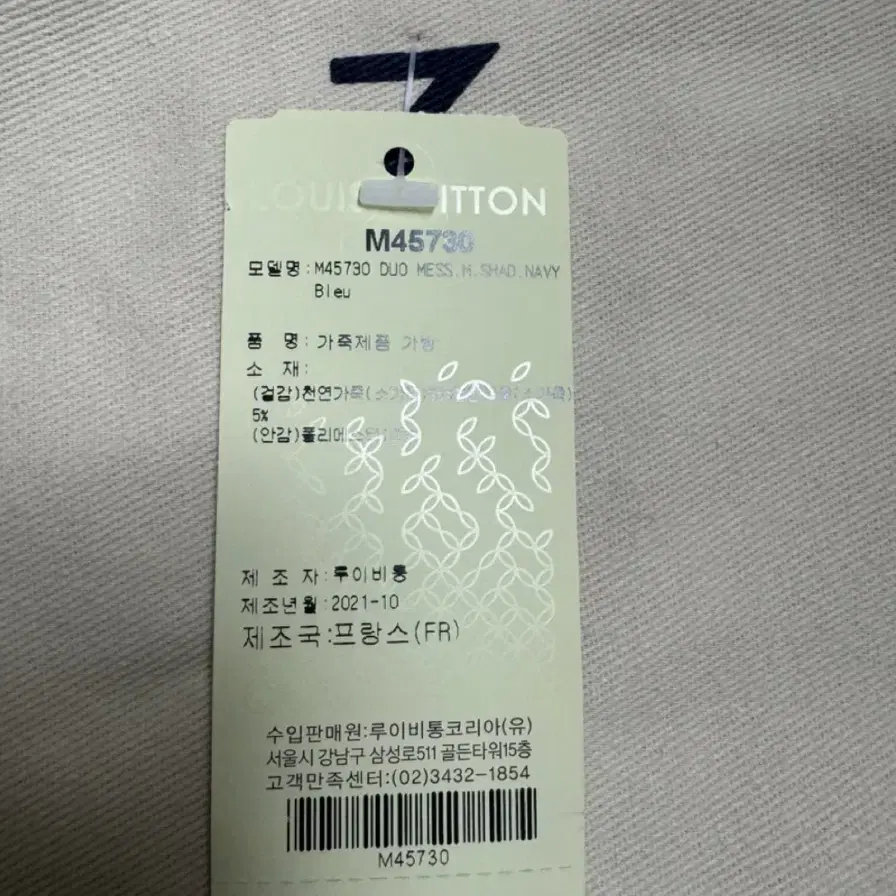 LOUIS VUITTON
M45730
모델명:M45730 DUO MESS.M.SHAD.NAVY
Bleu
품 명: 가죽제품 가방
소 재:
(겉감)천연가죽(소가죽)
5%
(안감)폴리에스터
제 조 자:루이비통
제조년월:2021-10
제조국:프랑스(FR)
수입판매원:루이비통코리아(유)
서울시 강남구 삼성로511 골든타워15층
고객만족센터:(02)3432-1854
M45730